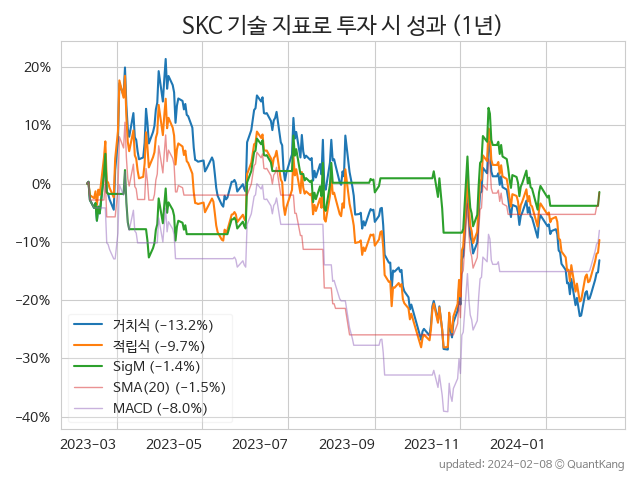 SKC 기술 지표로 투자 시 성과 (1년)
20%
10%
0%
−10%
−20%
−30%
−40%
거치식 (−13.2%)
적립식 (−9.7%)
SigM (−1.4%)
SMA(20) (−1.5%)
MACD (−8.0%)
2023−03 2023−05 2023−07 2023−09 2023−11 2024−01
updated: 2024−02−08 © QuantKang